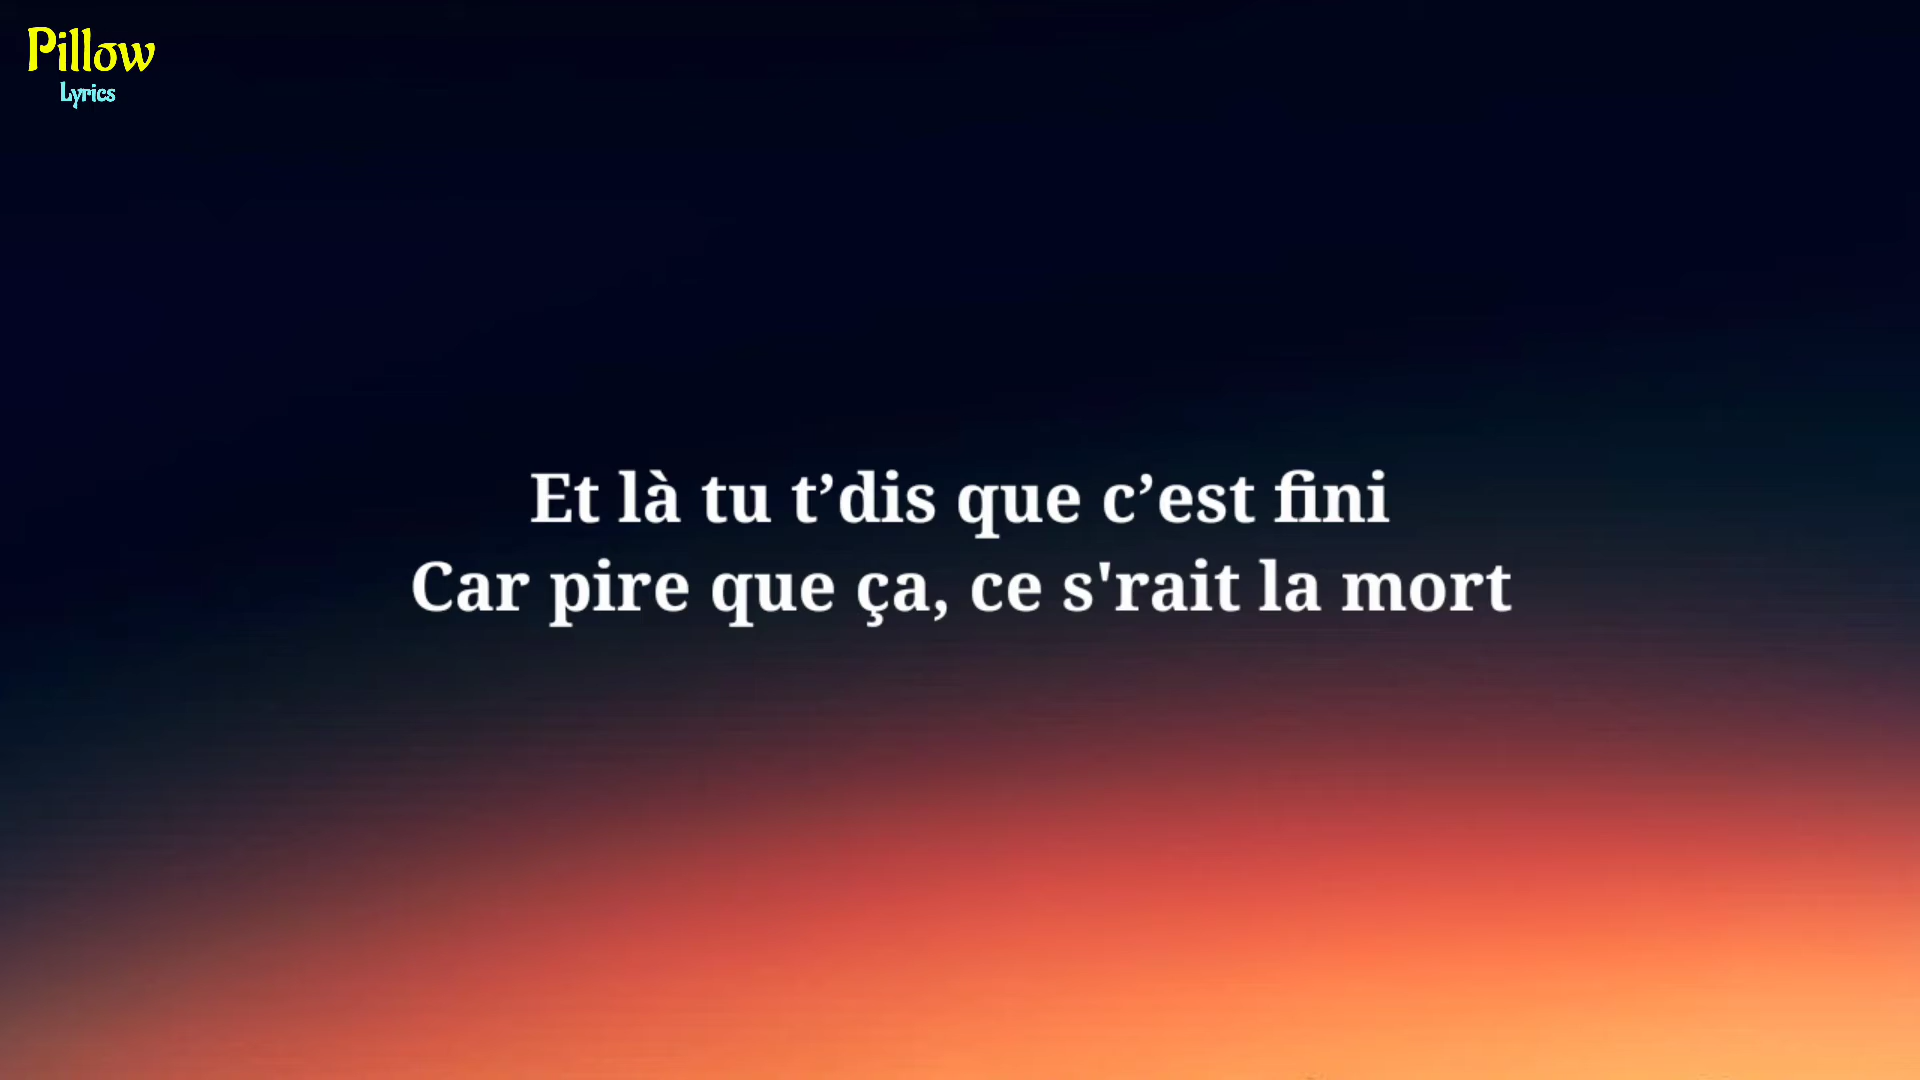 Pillow
Lyrics
Et là tu t’dis que c’est fini
Car pire que ça, ce s'rait la mort